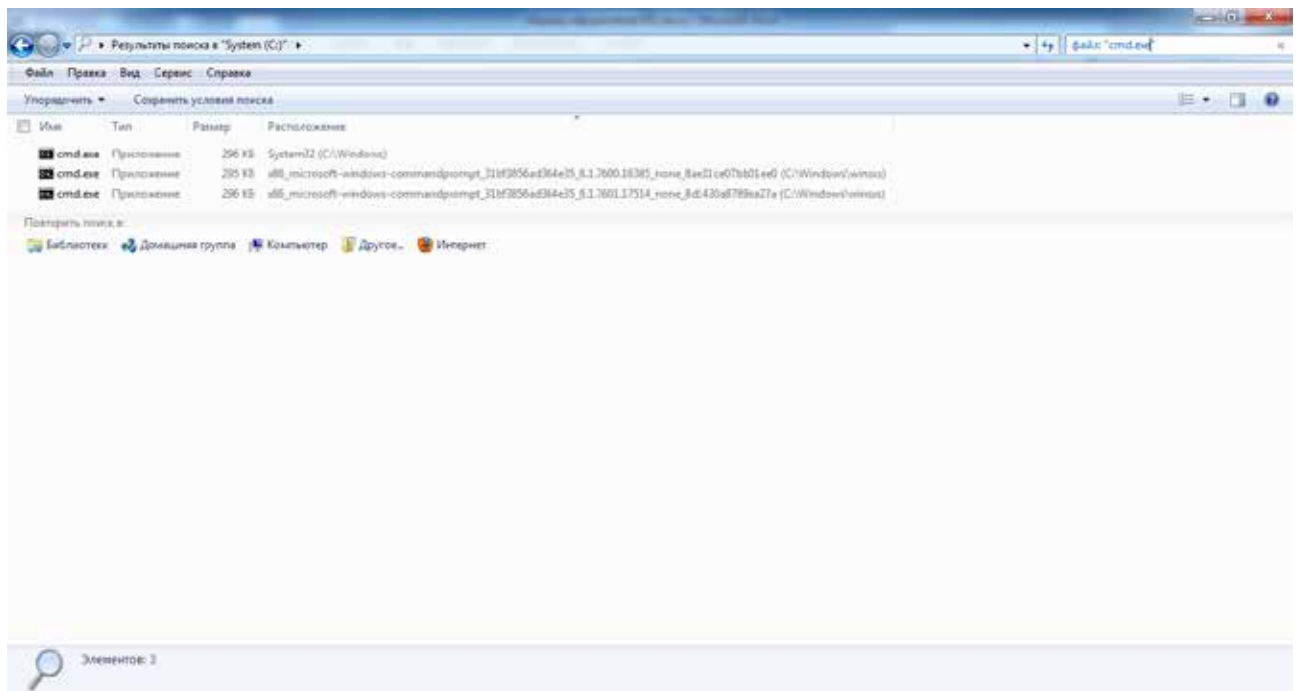 Результаты поиска в "System (C:)"
файл: "cmd.exe"
Файл Правка Вид Сервис Справка
Упорядочить Сохранить условия поиска
Имя Тип Размер Расположение
cmd.exe Приложение 296 КБ System32 (C:\Windows)
cmd.exe Приложение 295 КБ (C:\Windows\winsxs)
cmd.exe Приложение 296 КБ (C:\Windows\winsxs)
Повторить поиск в:
Библиотеки Домашняя группа Компьютер Другое... Интернет
Элементов: 3